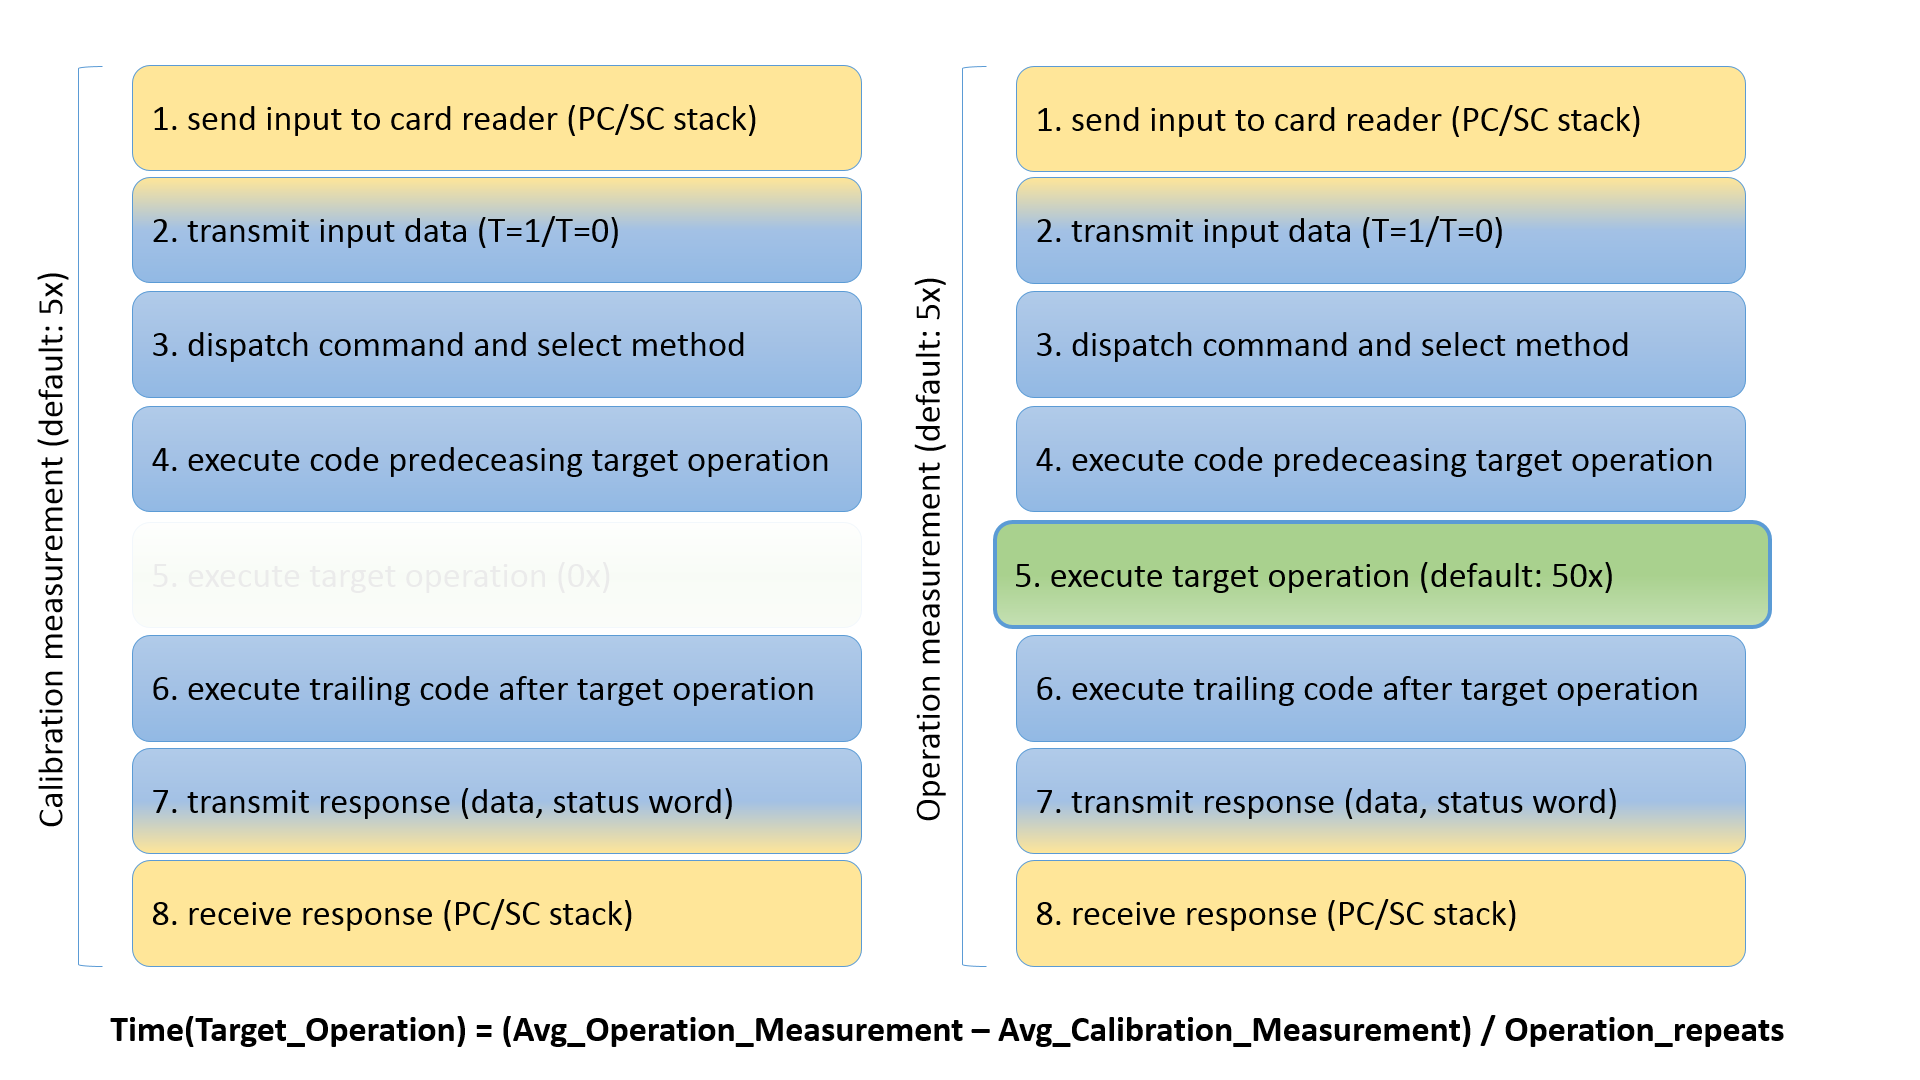 Calibration measurement (default: 5x)
1. send input to card reader (PC/SC stack)
2. transmit input data (T=1/T=0)
3. dispatch command and select method
4. execute code predeceasing target operation
5. execute target operation (0x)
6. execute trailing code after target operation
7. transmit response (data, status word)
8. receive response (PC/SC stack)
Operation measurement (default: 5x)
1. send input to card reader (PC/SC stack)
2. transmit input data (T=1/T=0)
3. dispatch command and select method
4. execute code predeceasing target operation
5. execute target operation (default: 50x)
6. execute trailing code after target operation
7. transmit response (data, status word)
8. receive response (PC/SC stack)
Time(Target_Operation) = (Avg_Operation_Measurement – Avg_Calibration_Measurement) / Operation_repeats